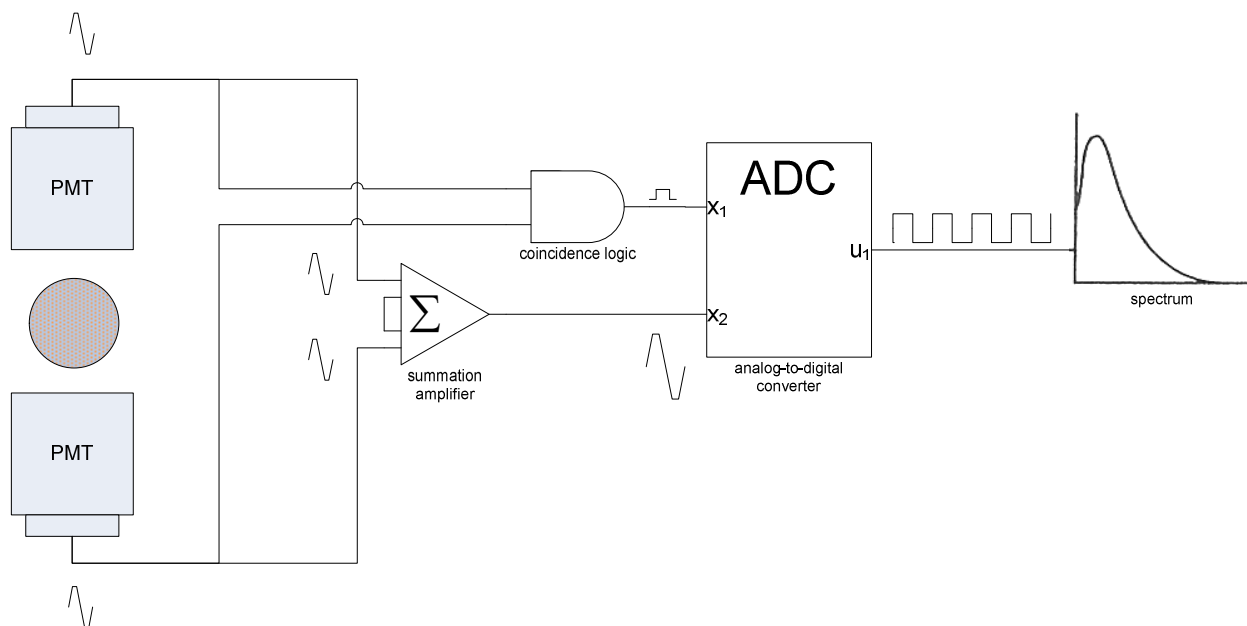 PMT
coincidence logic
ADC
x1
u1
x2
Σ
summation
amplifier
analog-to-digital
converter
spectrum
PMT